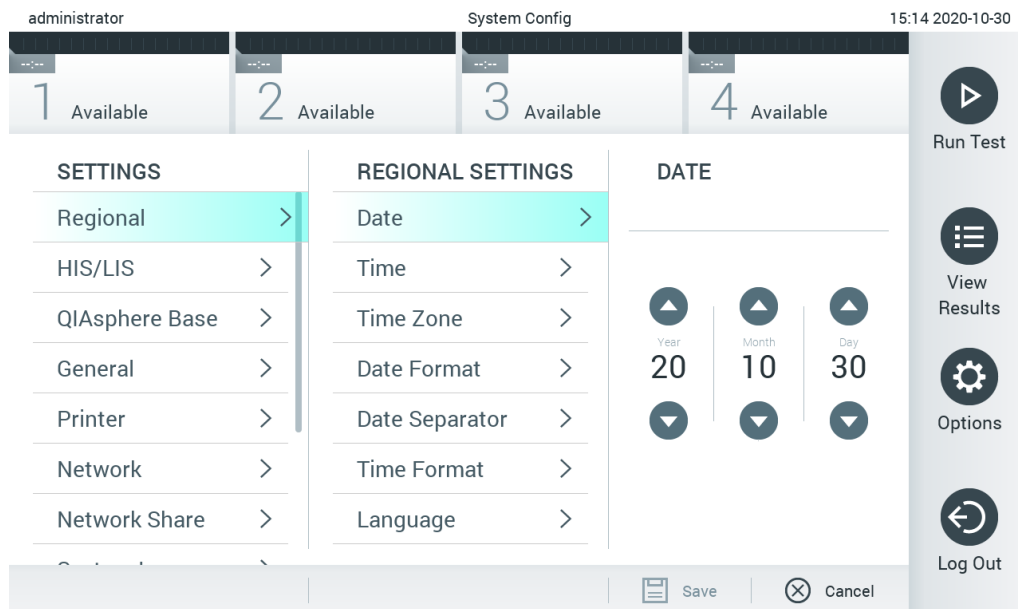 administrator
System Config
15:14 2020-10-30
--:--
1 Available
--:--
2 Available
--:--
3 Available
--:--
4 Available
SETTINGS
Regional
HIS/LIS
QIAsphere Base
General
Printer
Network
Network Share
REGIONAL SETTINGS
Date
Time
Time Zone
Date Format
Date Separator
Time Format
Language
DATE
Year
20
Month
10
Day
30
Save
Cancel
Run Test
View
Results
Options
Log Out